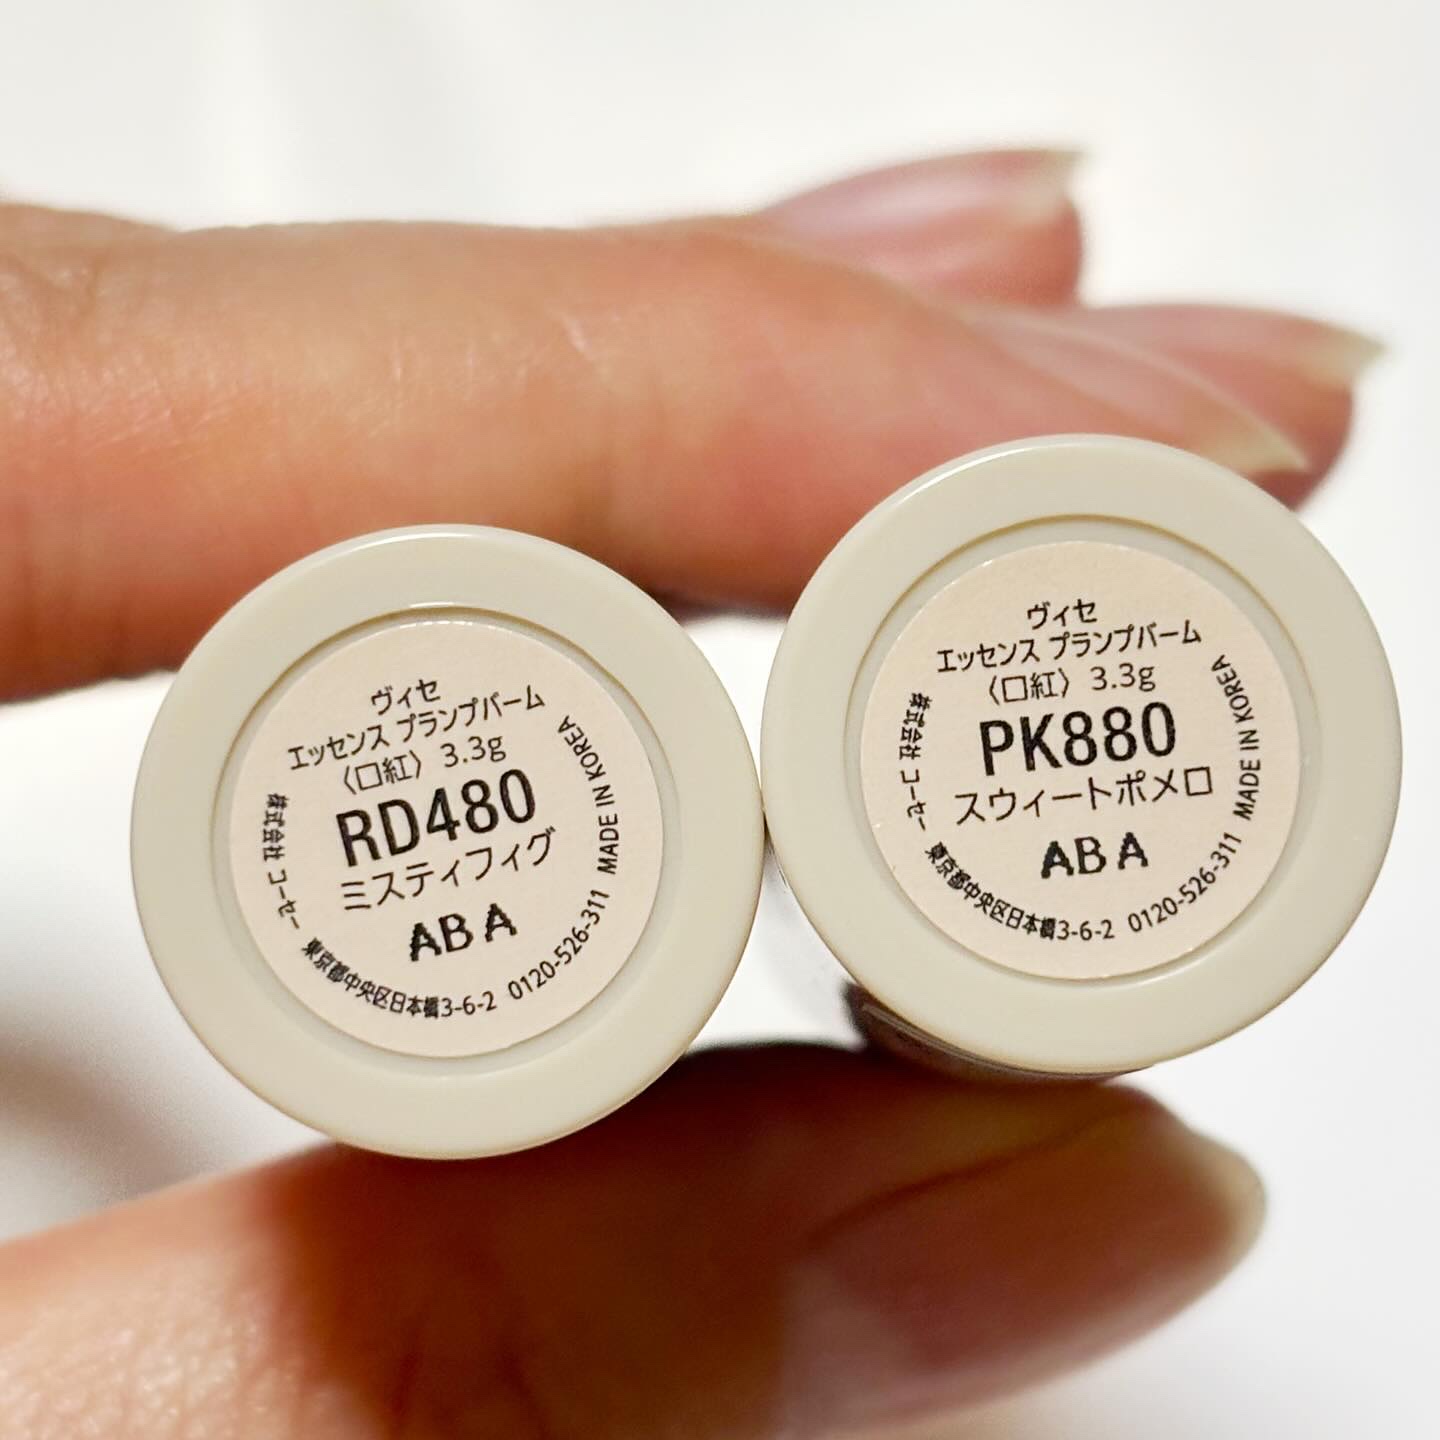 ヴィセ
エッセンス プランプバーム
〈口紅〉 3.3g
RD480
ミスティフィグ
ABA
株式会社 コーセー 東京都中央区日本橋3-6-2 0120-526-311 MADE IN KOREA
ヴィセ
エッセンス プランプバーム
〈口紅〉 3.3g
PK880
スウィートポメロ
ABA
株式会社 コーセー 東京都中央区日本橋3-6-2 0120-526-311 MADE IN KOREA